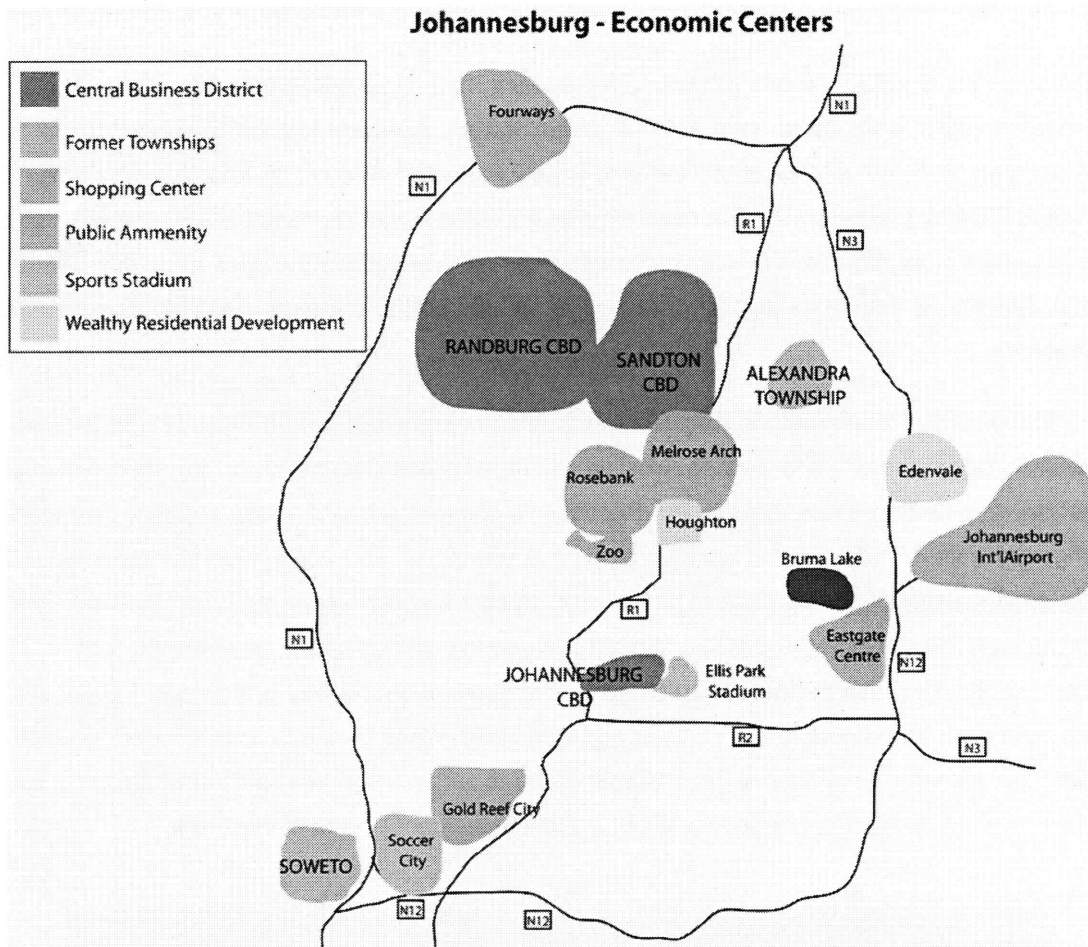 Johannesburg - Economic Centers
Central Business District
Former Townships
Shopping Center
Public Ammenity
Sports Stadium
Wealthy Residential Development
Fourways
N1
N1
R1
N3
RANDBURG CBD
SANDTON
CBD
ALEXANDRA
TOWNSHIP
Melrose Arch
Rosebank
Edenvale
Houghton
Zoo
Johannesburg
Int'lAirport
Bruma Lake
R1
N1
Eastgate
Centre
N12
JOHANNESBURG
CBD
Ellis Park
Stadium
R2
N3
Gold Reef City
Soccer
City
SOWETO
N12
N12